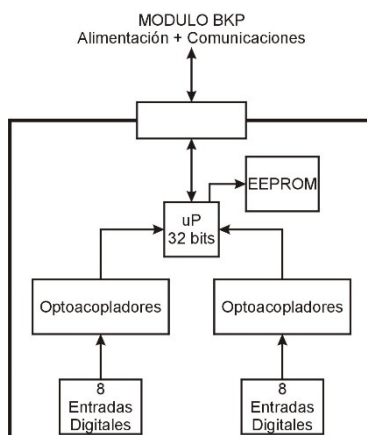 MODULO BKP
Alimentación + Comunicaciones
EEPROM
uP
32 bits
Optoacopladores
Optoacopladores
8
Entradas
Digitales
8
Entradas
Digitales